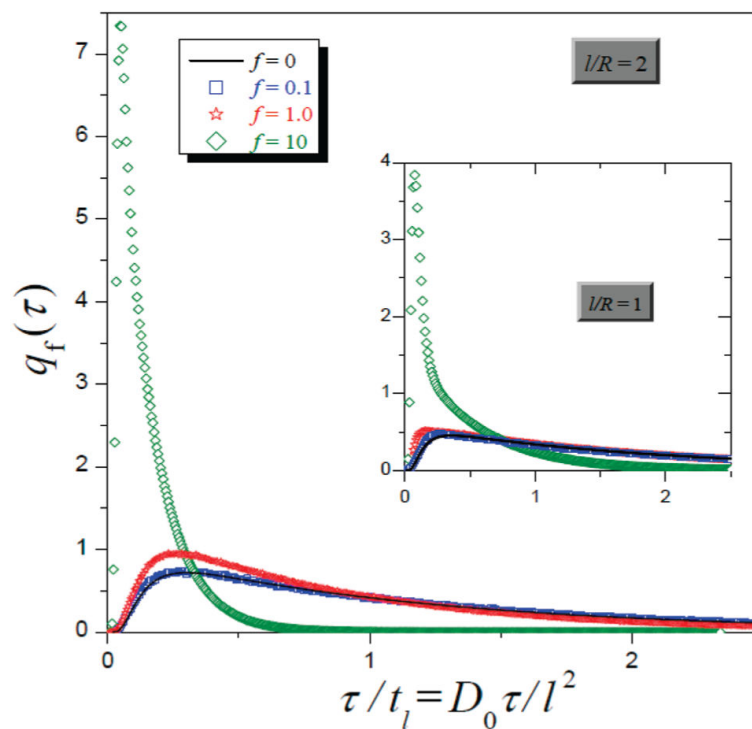 7
6
5
4
3
2
1
0
q_f(τ)
f = 0
f = 0.1
f = 1.0
f = 10
l/R = 2
4
3
2
1
0
l/R = 1
0 1 2
0 1 2
τ/t_l = D_0 τ/l^2